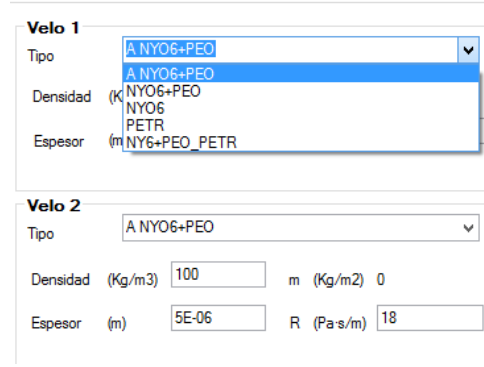 Velo 1
Tipo A NYO6+PEO
A NYO6+PEO
Densidad (K NYO6+PEO
NYO6
PETR
Espesor (m NY6+PEO_PETR
Velo 2
Tipo A NYO6+PEO
Densidad (Kg/m3) 100 m (Kg/m2) 0
Espesor (m) 5E-06 R (Pa·s/m) 18